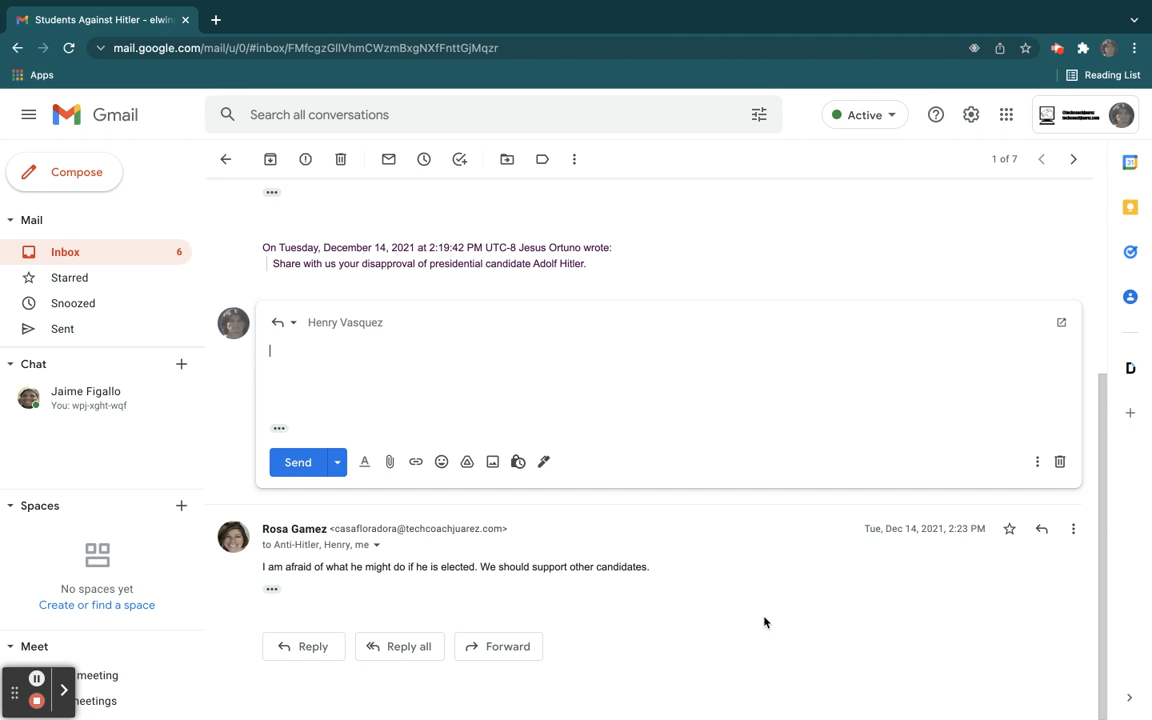 Students Against Hitler - elwin
mail.google.com/mail/u/0/#inbox/FMfcgzGllVhmCWzmBxgNXfFnttGjMqzr
Apps
Reading List
Gmail
Search all conversations
Active
Compose
1 of 7
Mail
Inbox 6
Starred
Snoozed
Sent
Chat
Jaime Figallo
You: wpj-xght-wqf
Spaces
No spaces yet
Create or find a space
Meet
meeting
meetings
On Tuesday, December 14, 2021 at 2:19:42 PM UTC-8 Jesus Ortuno wrote:
Share with us your disapproval of presidential candidate Adolf Hitler.
Henry Vasquez
Send
Rosa Gamez <casafloradora@techcoachjuarez.com>
Tue, Dec 14, 2021, 2:23 PM
to Anti-Hitler, Henry, me
I am afraid of what he might do if he is elected. We should support other candidates.
Reply
Reply all
Forward